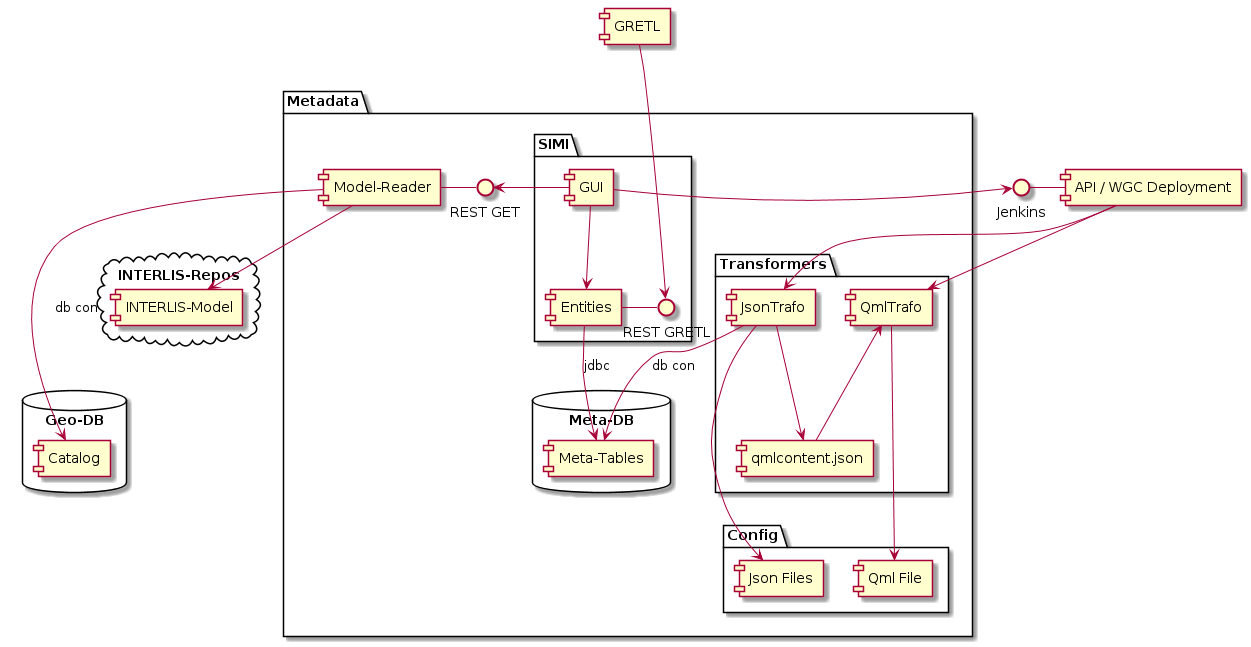 GRETL
Metadata
SIMI
Model-Reader
REST GET
GUI
Jenkins
API / WGC Deployment
INTERLIS-Repos
INTERLIS-Model
db con
Entities
REST GRETL
Transformers
JsonTrafo
QmlTrafo
jdbc
db con
Geo-DB
Catalog
Meta-DB
Meta-Tables
qmlcontent.json
Config
Json Files
Qml File